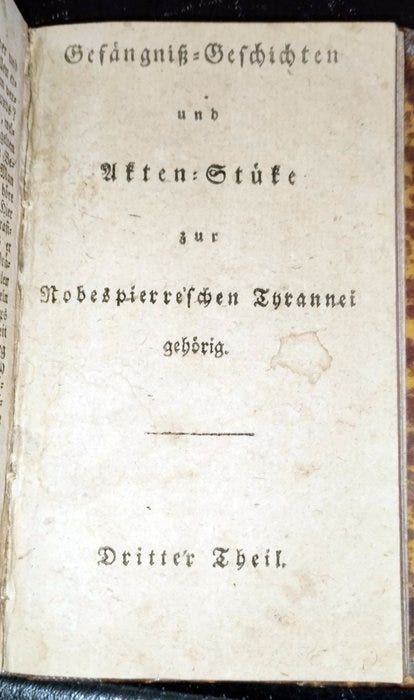 Gefängniß-Geschichten
und
Akten-Stüke
zur
Robespierre'schen Tyrannei
gehörig.
Dritter Theil.